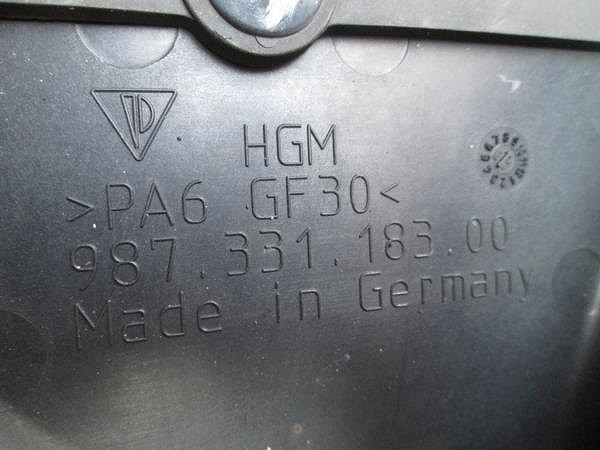 HGM
>PA6 GF30<
987.331.183.00
Made in Germany